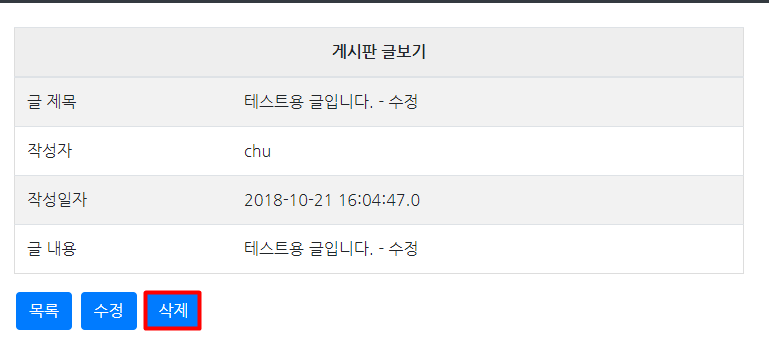 게시판 글보기
글 제목 테스트용 글입니다. - 수정
작성자 chu
작성일자 2018-10-21 16:04:47.0
글 내용 테스트용 글입니다. - 수정
목록 수정 삭제